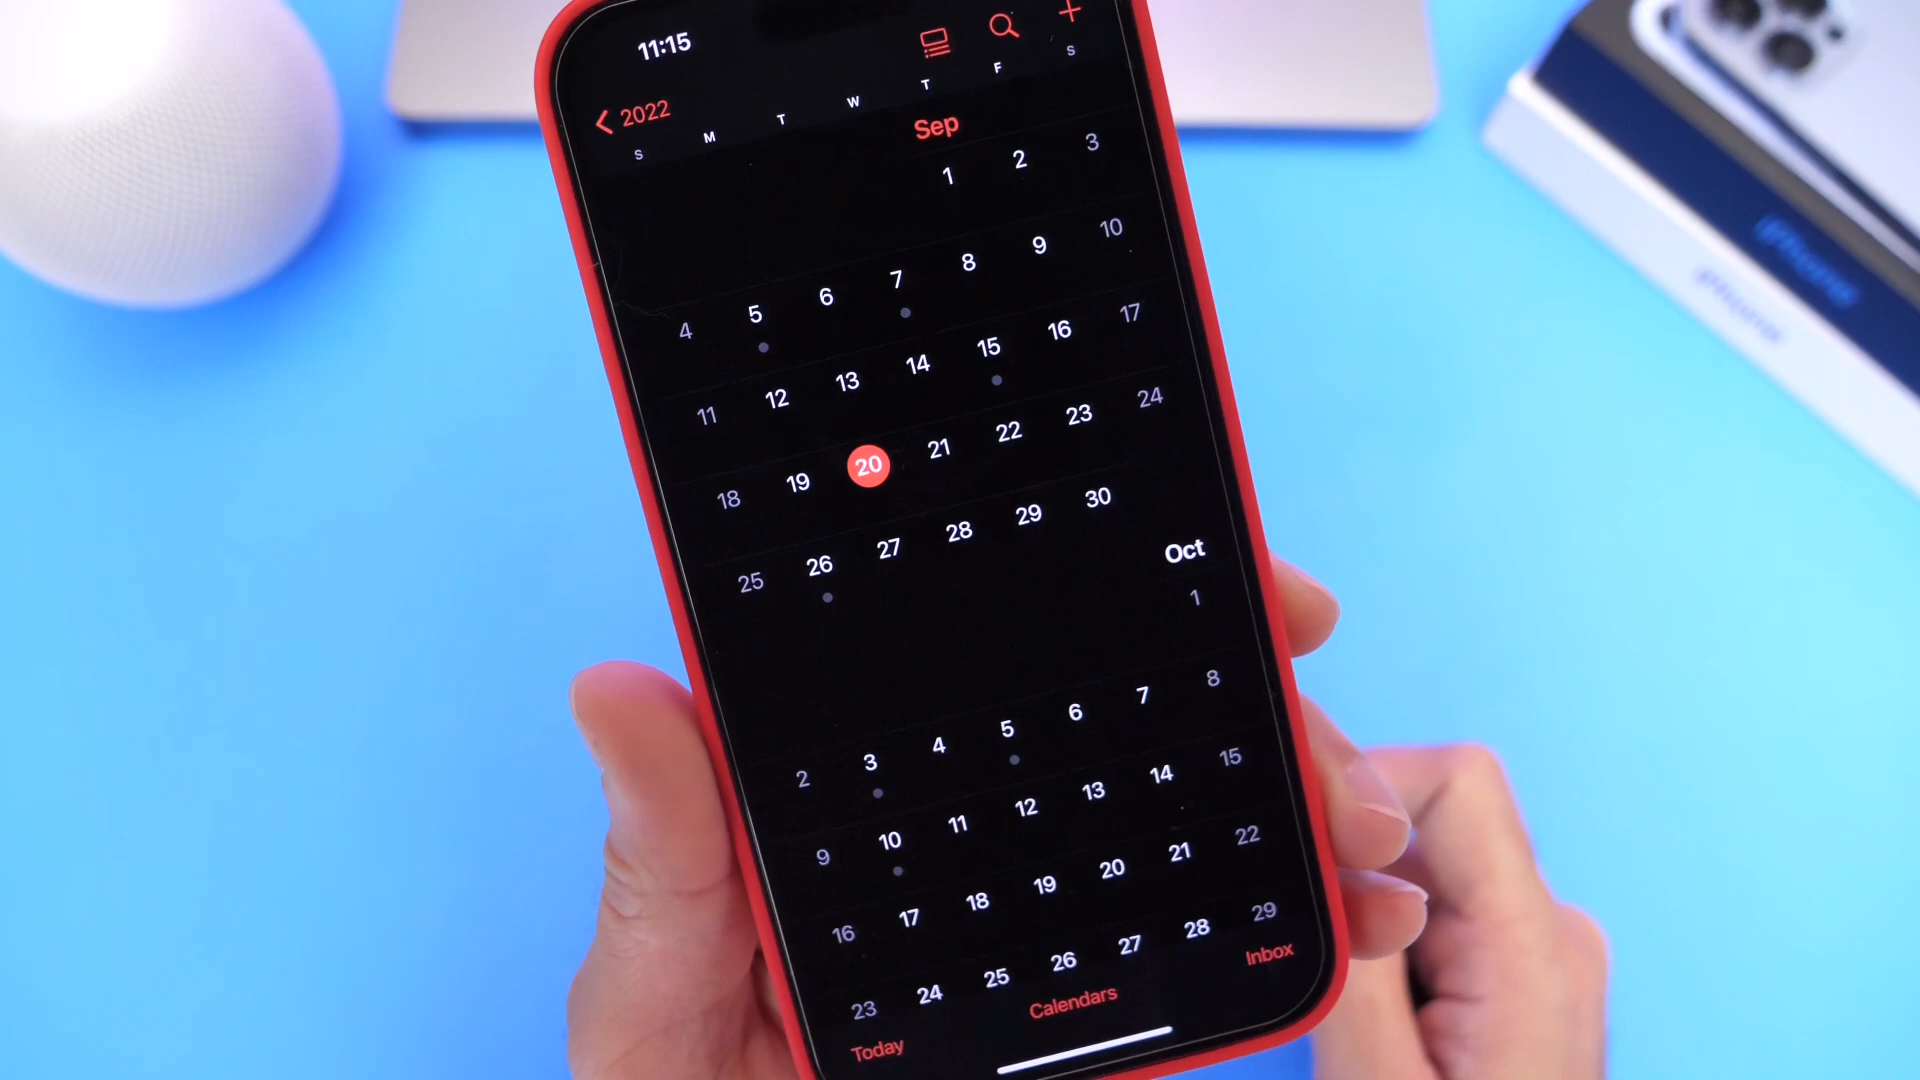 11:15
2022
S M T W T F S
Sep
1 2 3
4 5 6 7 8 9 10
11 12 13 14 15 16 17
18 19 20 21 22 23 24
25 26 27 28 29 30
Oct
1
2 3 4 5 6 7 8
9 10 11 12 13 14 15
16 17 18 19 20 21 22
23 24 25 26 27 28 29
Today Calendars Inbox
iPhone
iPhone